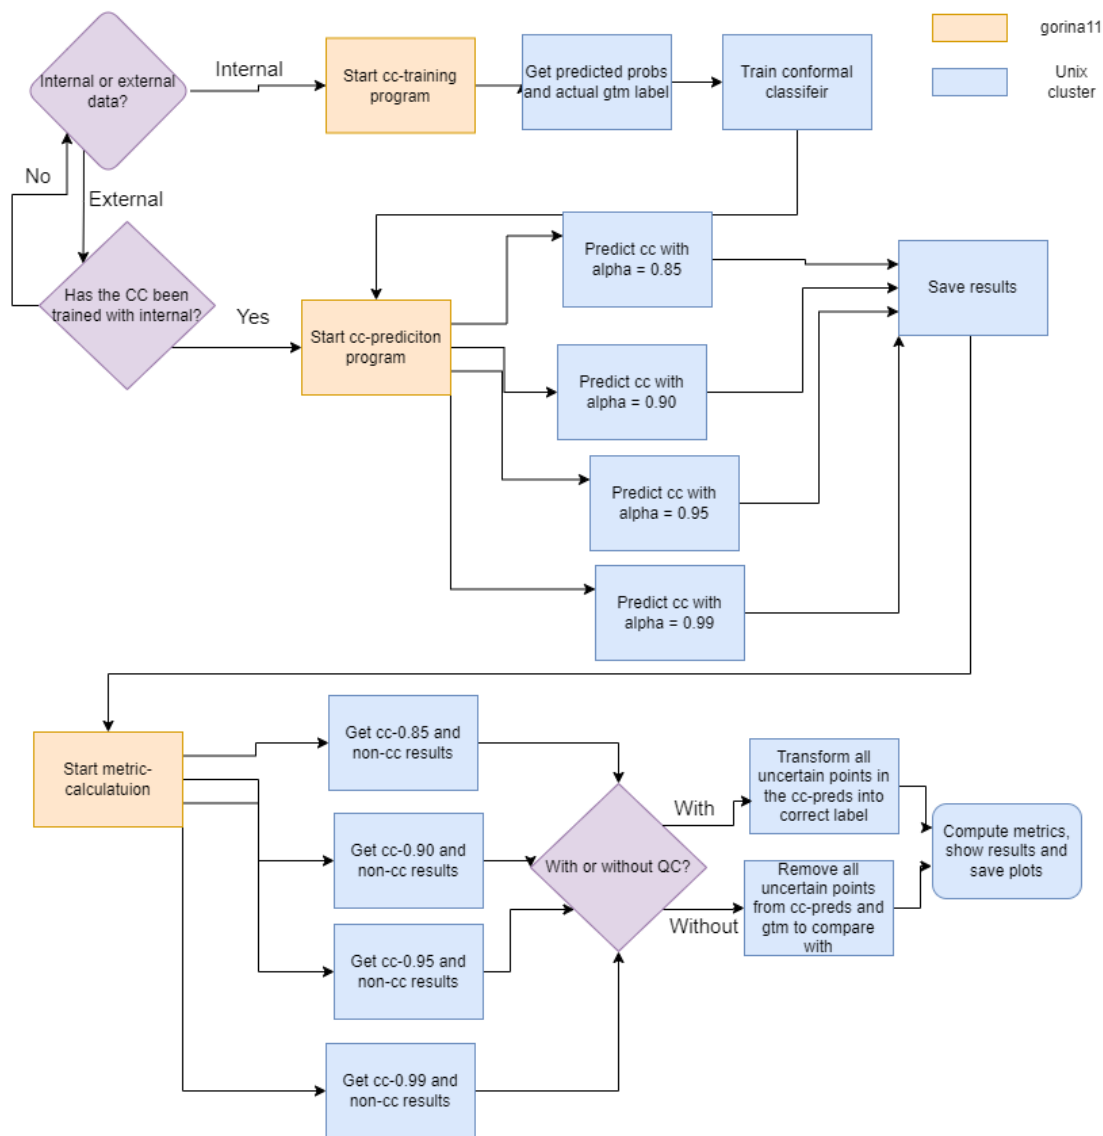 Internal or external
data?
Internal
Start cc-training
program
Get predicted probs
and actual gtm label
Train conformal
classifeir
gorina11
Unix
cluster
No
External
Has the CC been
trained with internal?
Yes
Start cc-prediciton
program
Predict cc with
alpha = 0.85
Predict cc with
alpha = 0.90
Predict cc with
alpha = 0.95
Predict cc with
alpha = 0.99
Save results
Start metric-
calculatuion
Get cc-0.85 and
non-cc results
Get cc-0.90 and
non-cc results
Get cc-0.95 and
non-cc results
Get cc-0.99 and
non-cc results
With or without QC?
With
Without
Transform all
uncertain points in
the cc-preds into
correct label
Remove all
uncertain points
from cc-preds and
gtm to compare
with
Compute metrics,
show results and
save plots